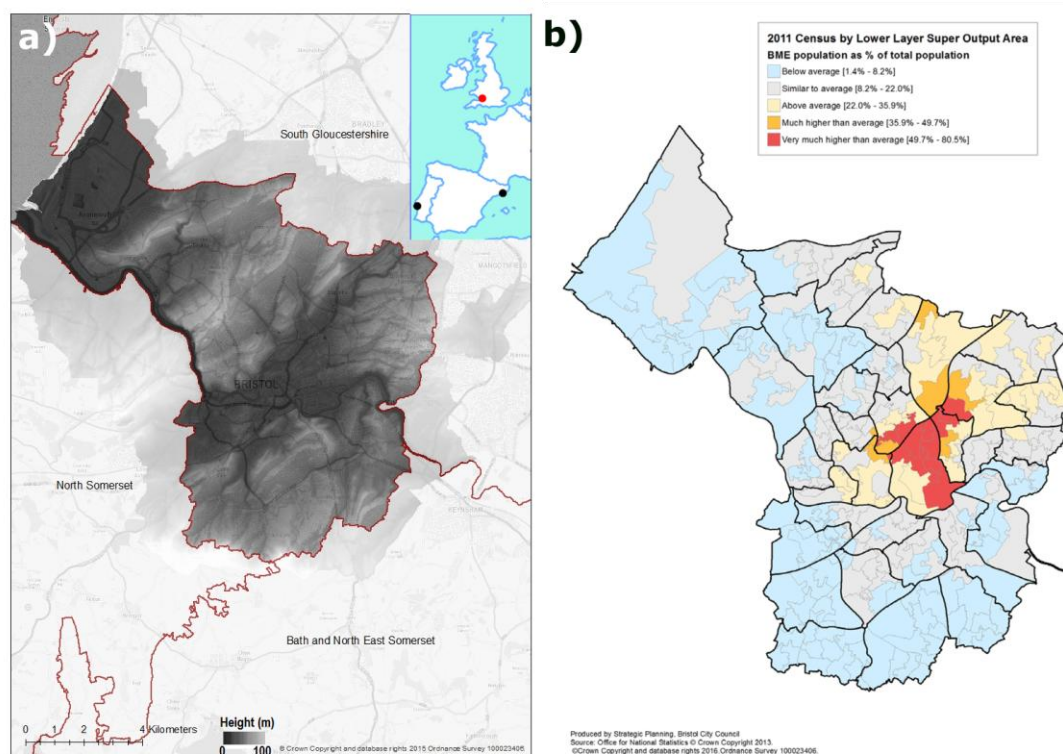 a)
South Gloucestershire
BRISTOL
North Somerset
Bath and North East Somerset
0 1 2 4 Kilometers
Height (m)
0 100
© Crown Copyright and database rights 2015 Ordnance Survey 100023406
b)
2011 Census by Lower Layer Super Output Area
BME population as % of total population
Below average [1.4% - 8.2%]
Similar to average [8.2% - 22.0%]
Above average [22.0% - 35.9%]
Much higher than average [35.9% - 49.7%]
Very much higher than average [49.7% - 80.5%]
Produced by Strategic Planning, Bristol City Council
Source: Office for National Statistics © Crown Copyright 2013.
©Crown Copyright and database rights 2016 Ordnance Survey 100023406.